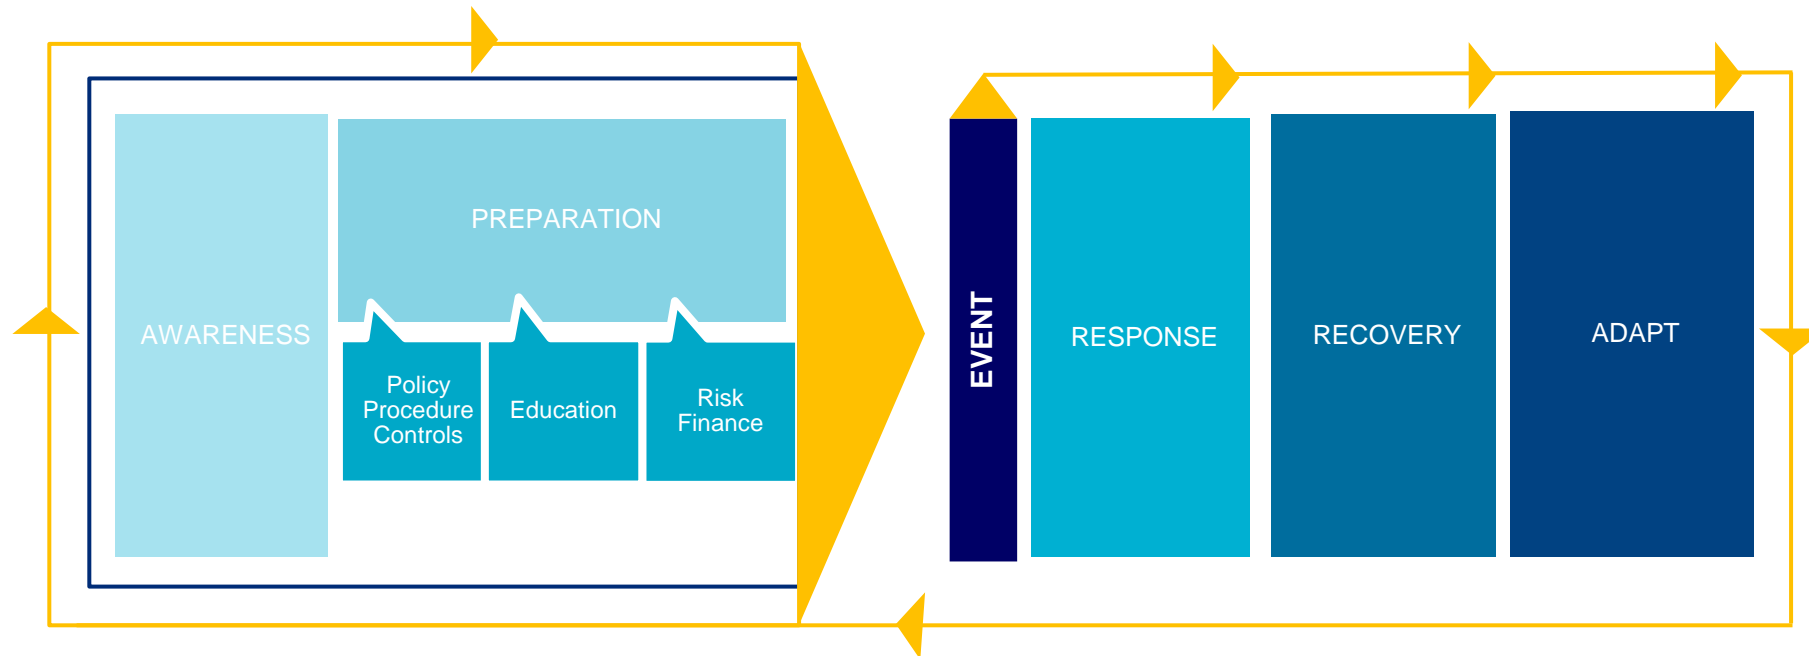 AWARENESS
PREPARATION
Policy
Procedure
Controls
Education
Risk
Finance
EVENT
RESPONSE
RECOVERY
ADAPT